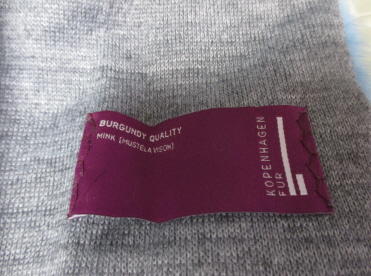 BURGUNDY QUALITY
MINK (MUSTELA VISON)
KOPENHAGEN
FUR